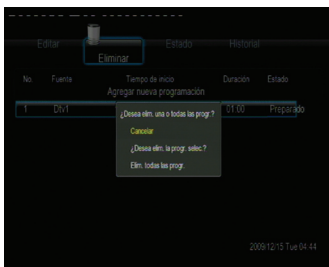 Editar Estado Historial
Eliminar
No. Fuente Tiempo de inicio Duración Estado
Agregar nueva programación
1 Dtv1 01:00 Preparado
¿Desea elim. una o todas las progr.?
Cancelar
¿Desea elim. la progr. selec.?
Elim. todas las progr.
2009/12/15 Tue 04:44